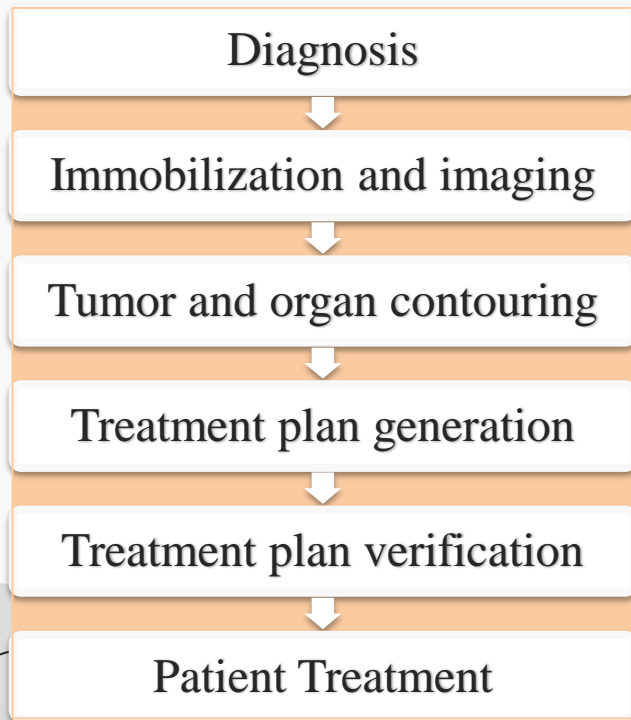 Diagnosis
Immobilization and imaging
Tumor and organ contouring
Treatment plan generation
Treatment plan verification
Patient Treatment